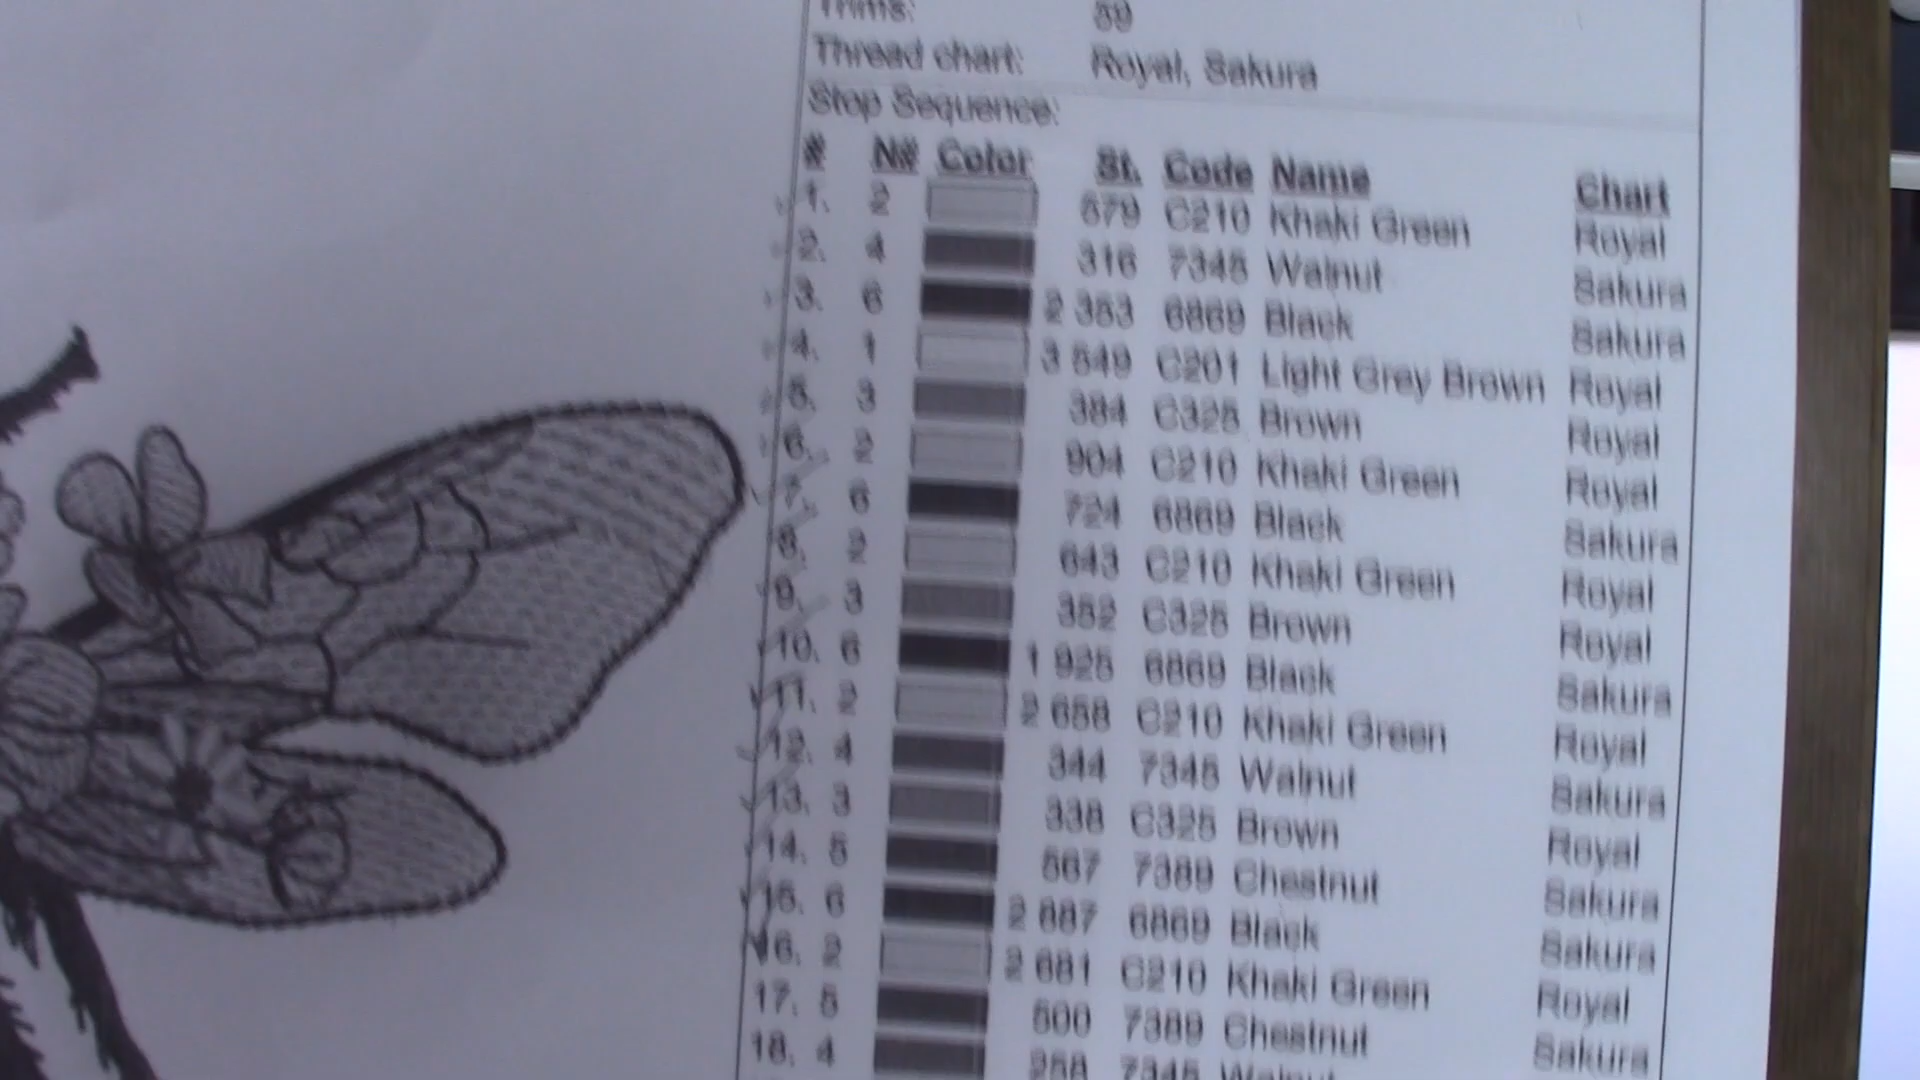 Trims: 59
Thread chart: Royal, Sakura
Stop Sequence:
# N# Color St. Code Name Chart
1. 2 579 C210 Khaki Green Royal
2. 4 316 7345 Walnut Sakura
3. 6 2 353 6869 Black Sakura
4. 1 3 549 C201 Light Grey Brown Royal
5. 3 384 C325 Brown Royal
6. 2 904 C210 Khaki Green Royal
7. 6 724 6869 Black Sakura
8. 2 643 C210 Khaki Green Royal
9. 3 352 C325 Brown Royal
10. 6 1 925 6869 Black Sakura
11. 2 2 658 C210 Khaki Green Royal
12. 4 344 7345 Walnut Sakura
13. 3 338 C325 Brown Royal
14. 5 567 7389 Chestnut Sakura
15. 6 2 887 6869 Black Sakura
16. 2 2 681 C210 Khaki Green Royal
17. 5 500 7389 Chestnut Sakura
18. 4 258 7345 Walnut